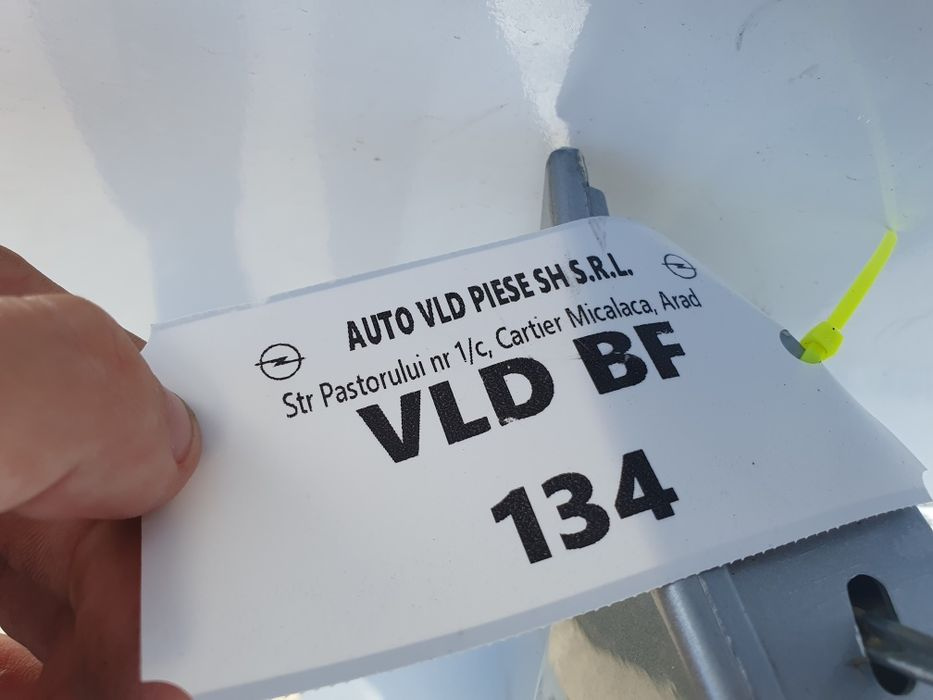 AUTO VLD PIESE SH S.R.L.
Str Pastorului nr 1/c, Cartier Micalaca, Arad
VLD BF
134